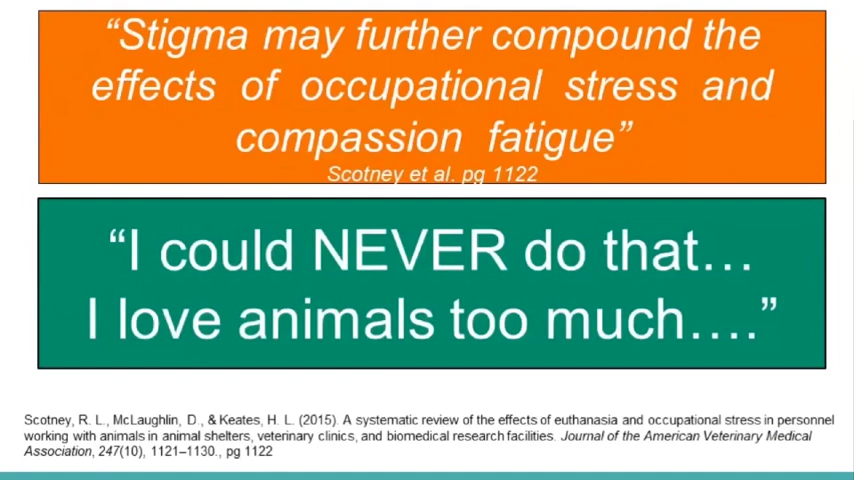 “Stigma may further compound the
effects of occupational stress and
compassion fatigue”
Scotney et al. pg 1122
“I could NEVER do that…
I love animals too much….”
Scotney, R. L., McLaughlin, D., & Keates, H. L. (2015). A systematic review of the effects of euthanasia and occupational stress in personnel
working with animals in animal shelters, veterinary clinics, and biomedical research facilities. Journal of the American Veterinary Medical
Association, 247(10), 1121–1130., pg 1122